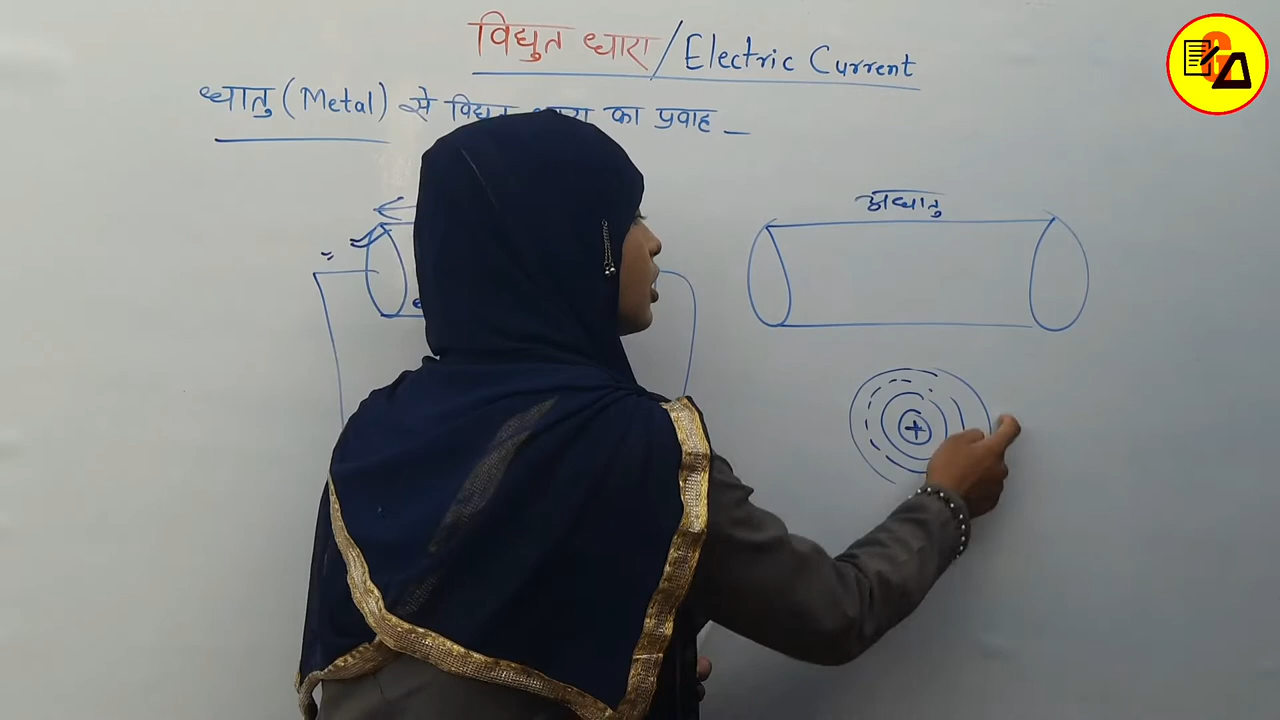 विद्युत धारा / Electric Current
धातु (Metal) से विद्युत धारा का प्रवाह _
अधातु
+